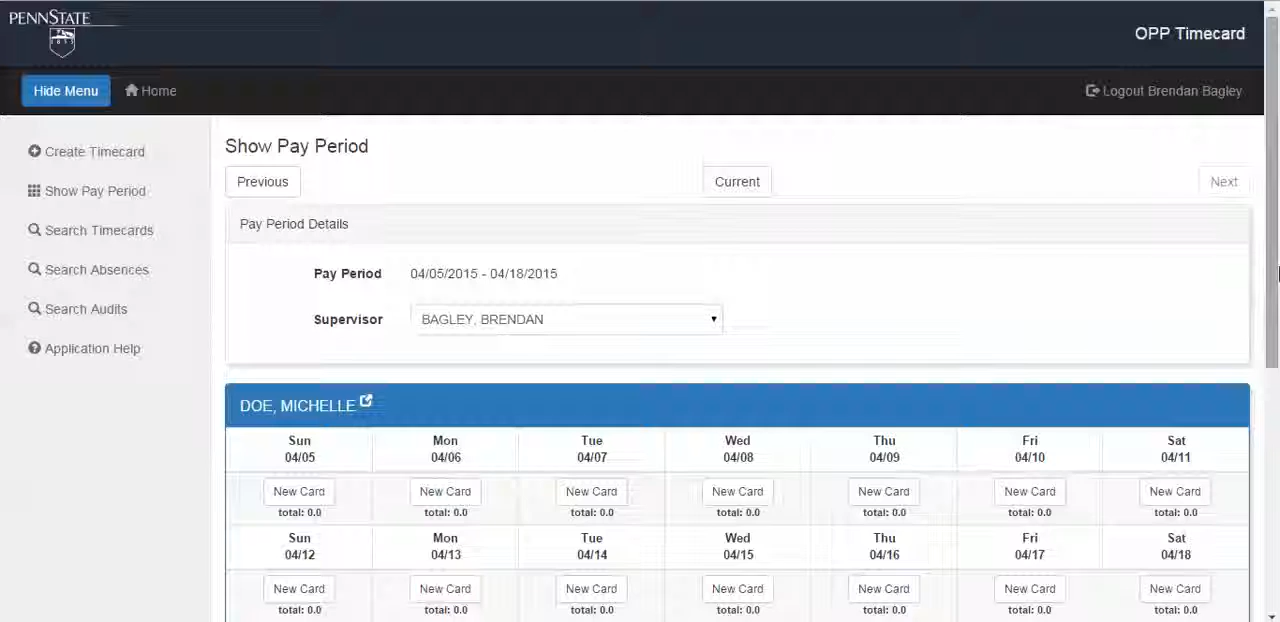 PENNSTATE
1855
OPP Timecard
Hide Menu
Home
Logout Brendan Bagley
Create Timecard
Show Pay Period
Search Timecards
Search Absences
Search Audits
Application Help
Show Pay Period
Previous
Current
Next
Pay Period Details
Pay Period 04/05/2015 - 04/18/2015
Supervisor BAGLEY, BRENDAN
DOE, MICHELLE
Sun Mon Tue Wed Thu Fri Sat
04/05 04/06 04/07 04/08 04/09 04/10 04/11
New Card New Card New Card New Card New Card New Card New Card
total: 0.0 total: 0.0 total: 0.0 total: 0.0 total: 0.0 total: 0.0 total: 0.0
Sun Mon Tue Wed Thu Fri Sat
04/12 04/13 04/14 04/15 04/16 04/17 04/18
New Card New Card New Card New Card New Card New Card New Card
total: 0.0 total: 0.0 total: 0.0 total: 0.0 total: 0.0 total: 0.0 total: 0.0